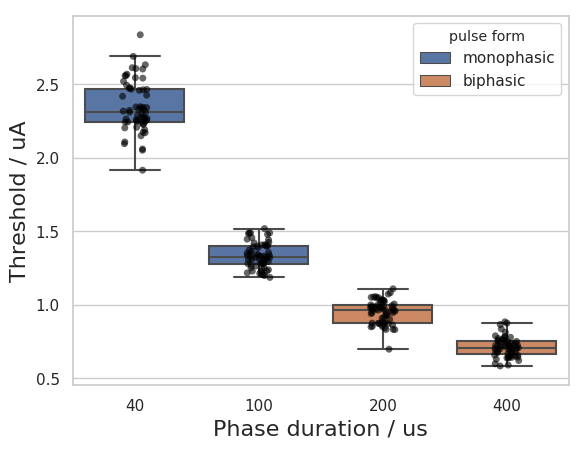 pulse form
monophasic
biphasic
Threshold / uA
2.5
2.0
1.5
1.0
0.5
40 100 200 400
Phase duration / us